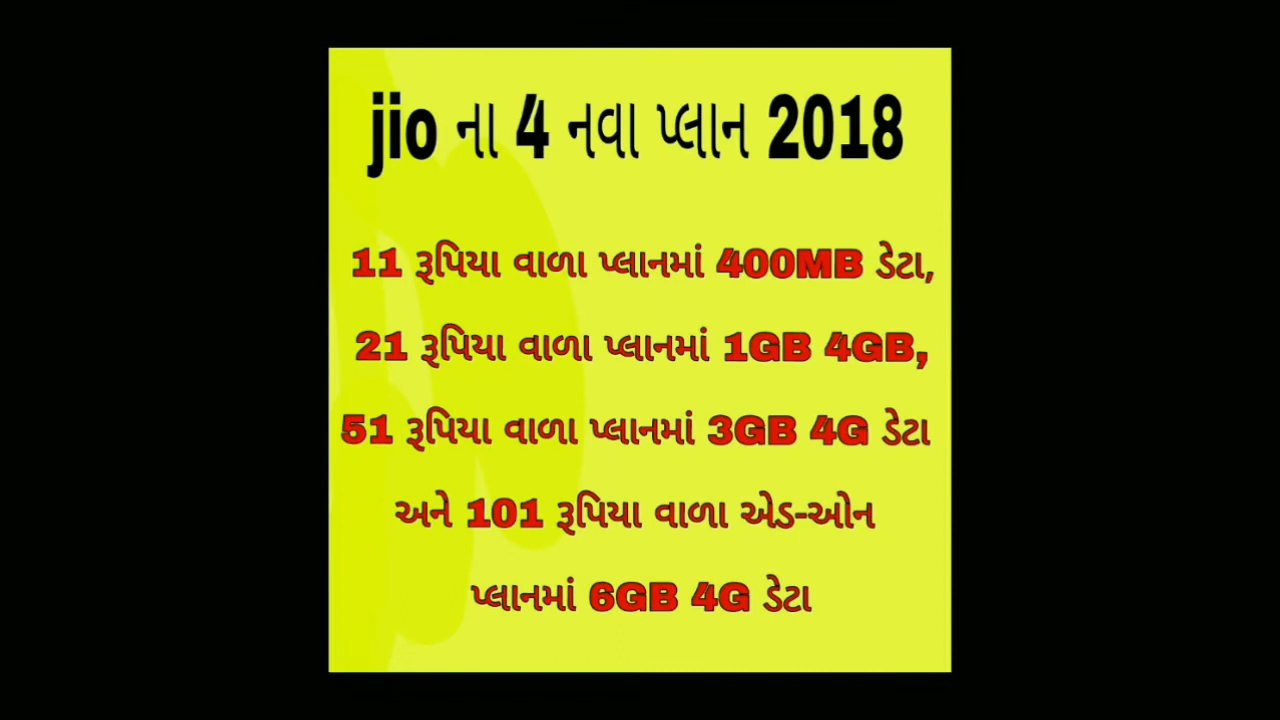 jio ના 4 નવા પ્લાન 2018
11 રૂપિયા વાળા પ્લાનમાં 400MB ડેટા,
21 રૂપિયા વાળા પ્લાનમાં 1GB 4GB,
51 રૂપિયા વાળા પ્લાનમાં 3GB 4G ડેટા
અને 101 રૂપિયા વાળા એડ-ઓન
પ્લાનમાં 6GB 4G ડેટા